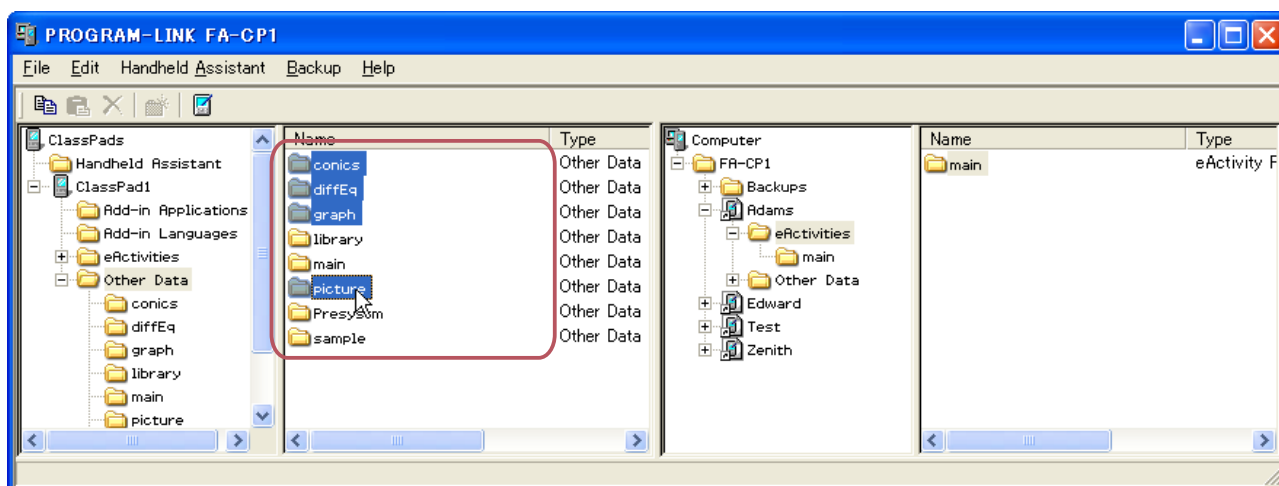 PROGRAM-LINK FA-CP1
File Edit Handheld Assistant Backup Help
ClassPads
Handheld Assistant
ClassPad1
Add-in Applications
Add-in Languages
eActivities
Other Data
conics
diffEq
graph
library
main
picture
Name Type
conics Other Data
diffEq Other Data
graph Other Data
library Other Data
main Other Data
picture Other Data
Presystm Other Data
sample Other Data
Computer
FA-CP1
Backups
Adams
eActivities
main
Other Data
Edward
Test
Zenith
Name Type
main eActivity F